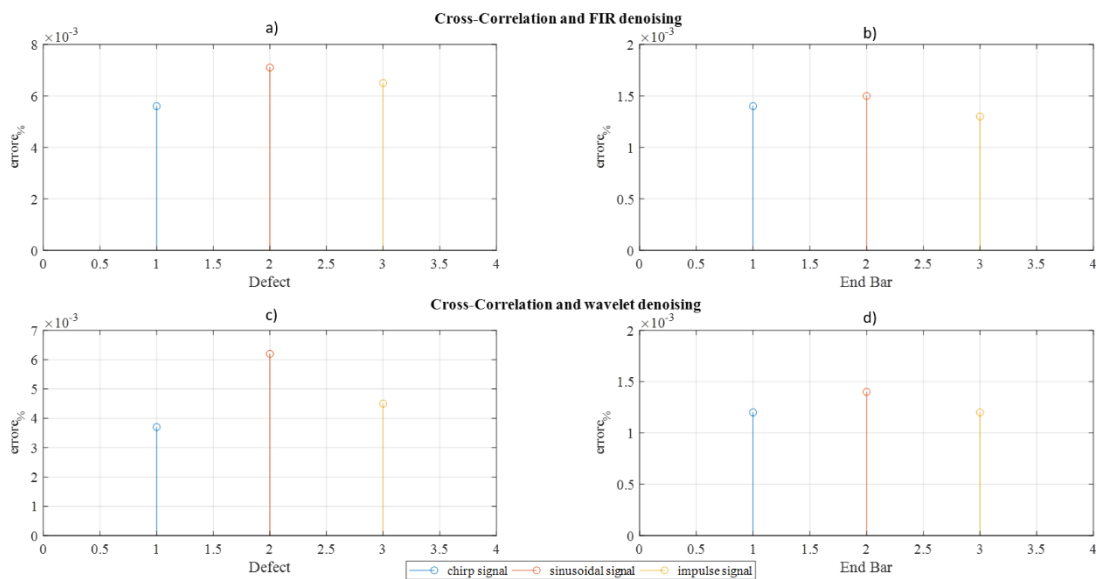 Cross-Correlation and FIR denoising
a)
×10⁻³
8
6
4
2
0
errore%
0 0.5 1 1.5 2 2.5 3 3.5 4
Defect
b)
×10⁻³
2
1.5
1
0.5
0
errore%
0 0.5 1 1.5 2 2.5 3 3.5 4
End Bar
Cross-Correlation and wavelet denoising
c)
×10⁻³
7
6
5
4
3
2
1
0
errore%
0 0.5 1 1.5 2 2.5 3 3.5 4
Defect
d)
×10⁻³
2
1.5
1
0.5
0
errore%
0 0.5 1 1.5 2 2.5 3 3.5 4
End Bar
chirp signal sinusoidal signal impulse signal